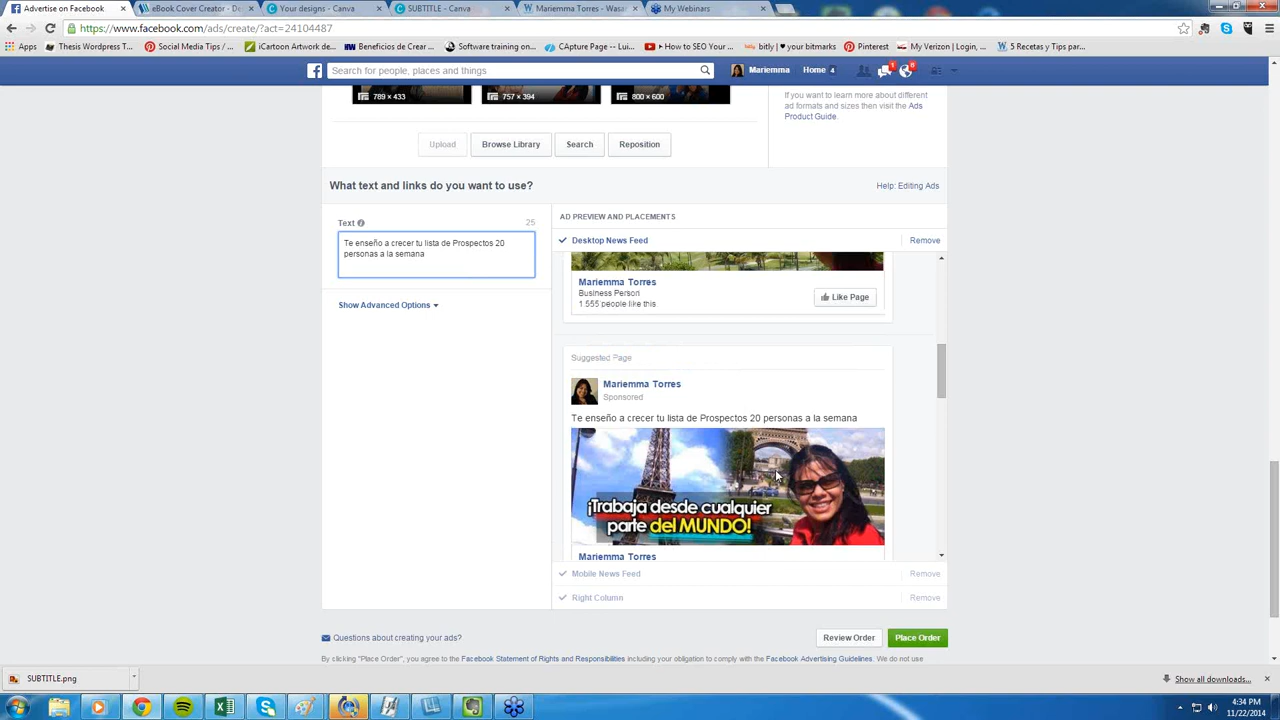 Advertise on Facebook
eBook Cover Creator - De
Your designs - Canva
SUBTITLE - Canva
Mariemma Torres - Wasa
My Webinars
https://www.facebook.com/ads/create/?act=24104487
Apps
Thesis Wordpress T...
Social Media Tips / ...
iCartoon Artwork de...
Beneficios de Crear ...
Software training on...
CApture Page -- Lui...
How to SEO Your ...
bitly | ♥ your bitmarks
Pinterest
My Verizon | Login, ...
5 Recetas y Tips par...
Search for people, places and things
Mariemma
Home 4
1
6
789 × 433
757 × 394
800 × 600
If you want to learn more about different
ad formats and sizes then visit the Ads
Product Guide.
Upload
Browse Library
Search
Reposition
What text and links do you want to use?
Help: Editing Ads
Text
25
Te enseño a crecer tu lista de Prospectos 20
personas a la semana
Show Advanced Options
AD PREVIEW AND PLACEMENTS
Desktop News Feed
Remove
Mariemma Torres
Business Person
1 555 people like this.
Like Page
Suggested Page
Mariemma Torres
Sponsored
Te enseño a crecer tu lista de Prospectos 20 personas a la semana
¡Trabaja desde cualquier
parte del MUNDO!
Mariemma Torres
Mobile News Feed
Remove
Right Column
Remove
Questions about creating your ads?
Review Order
Place Order
By clicking "Place Order", you agree to the Facebook Statement of Rights and Responsibilities including your obligation to comply with the Facebook Advertising Guidelines. We do not use
SUBTITLE.png
Show all downloads...
4:34 PM
11/22/2014